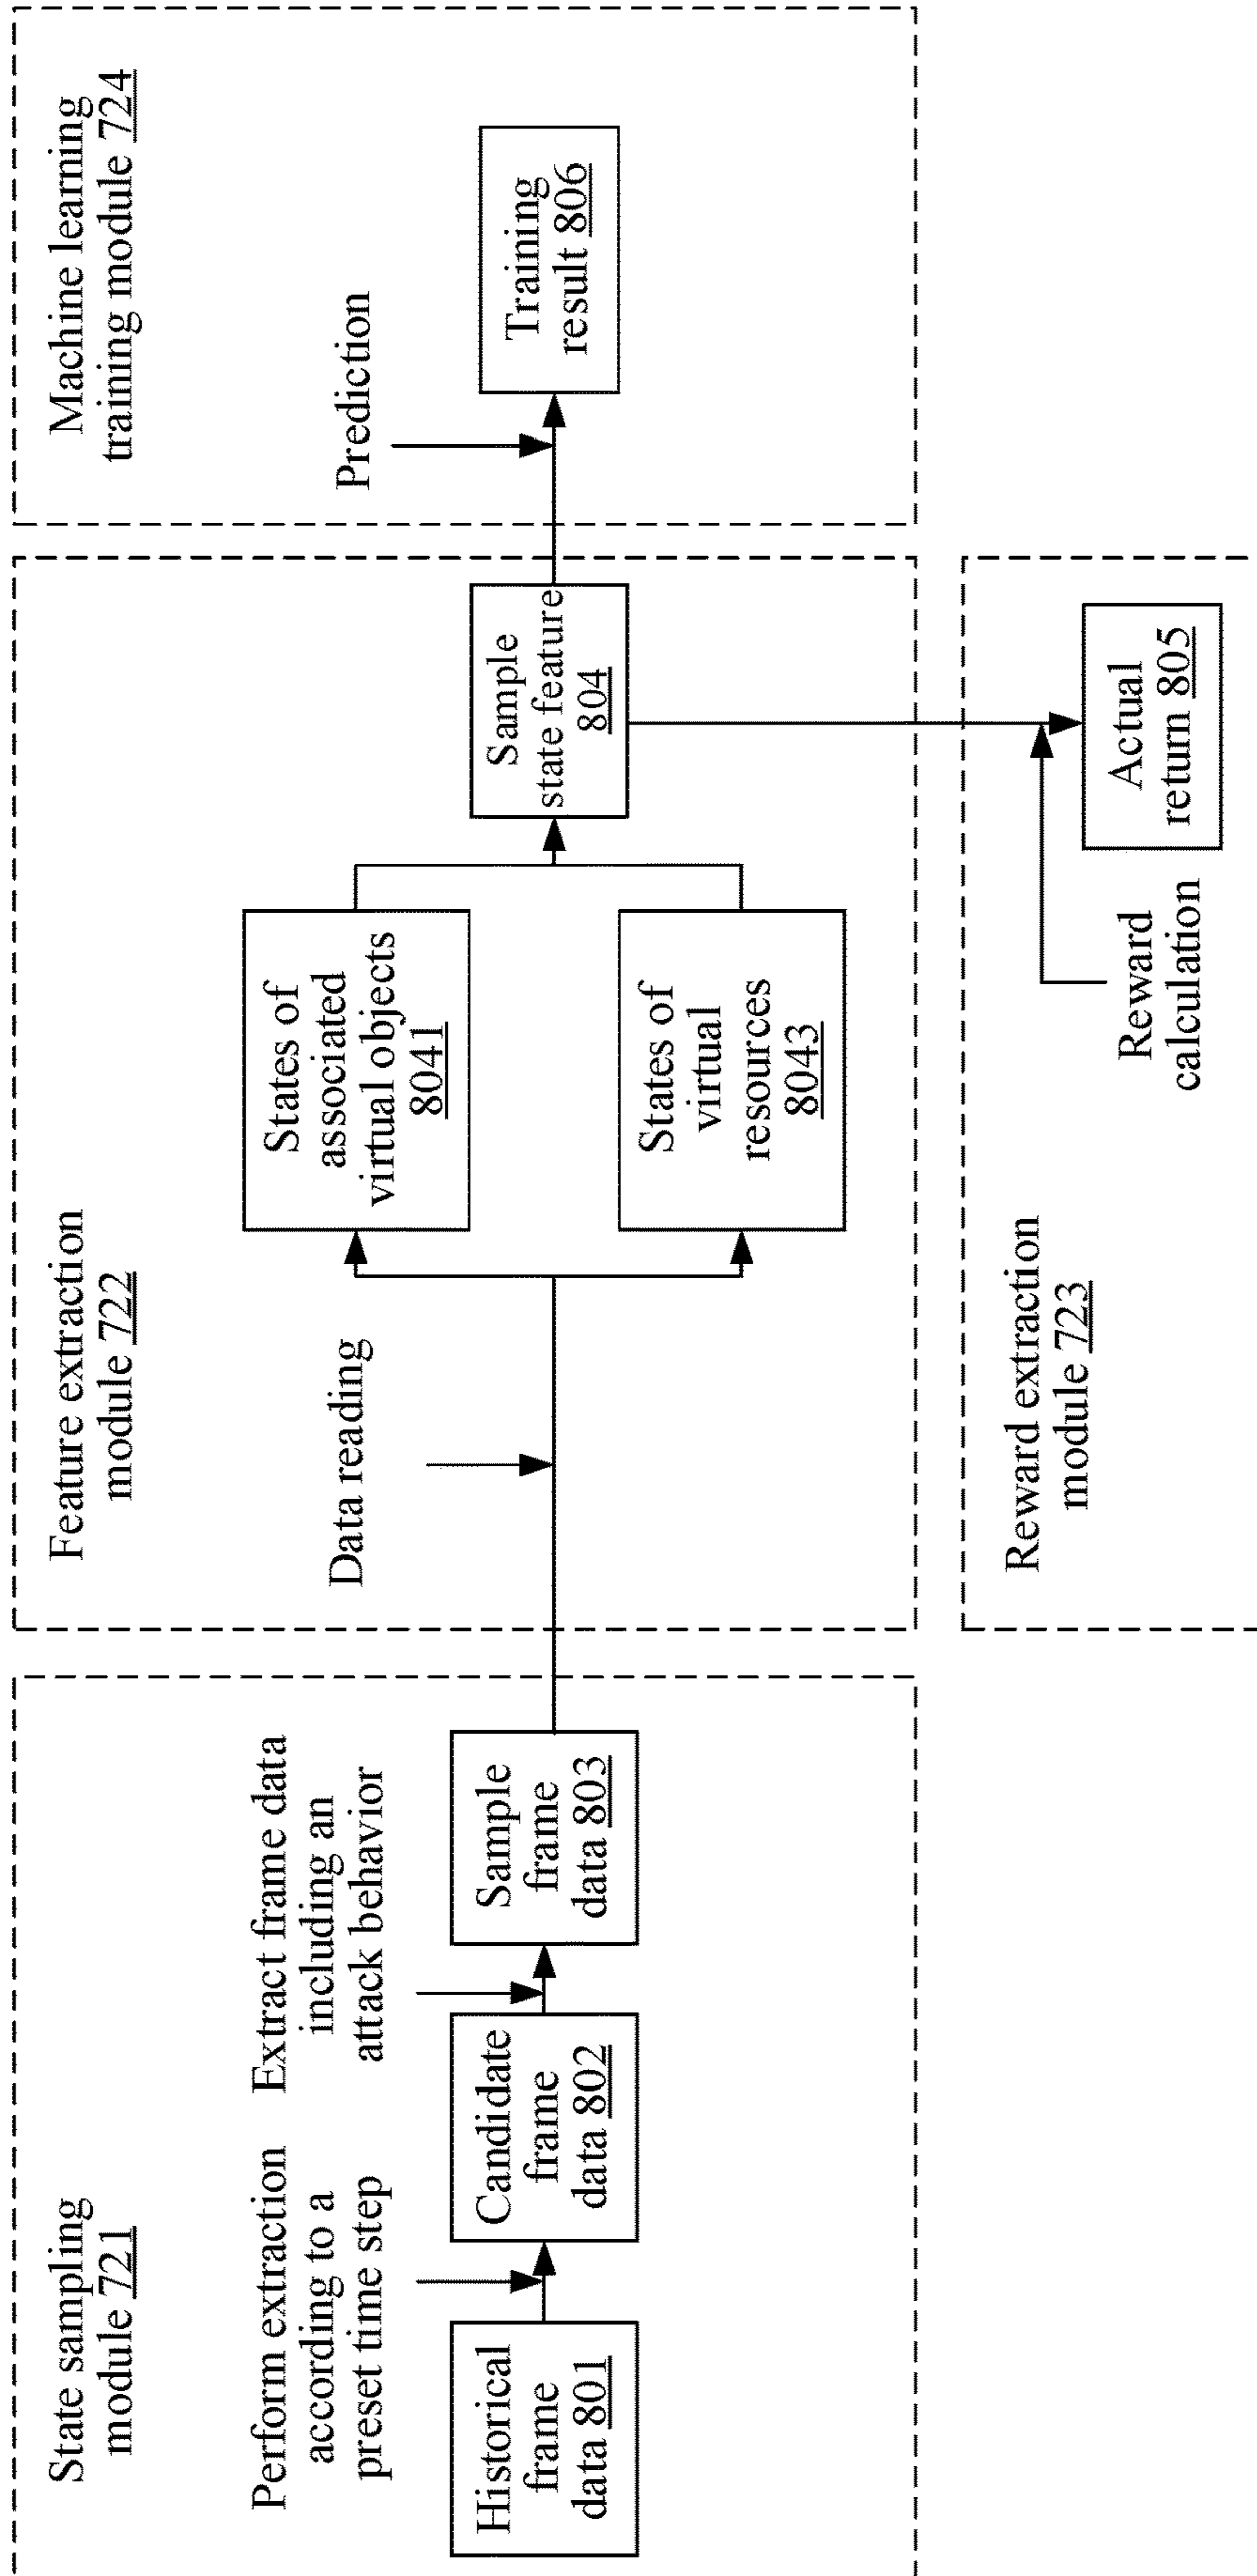 State sampling
module 721
Perform extraction
according to a
preset time step
Extract frame data
including an
attack behavior
Historical
frame
data 801
Candidate
frame
data 802
Sample
frame
data 803
Feature extraction
module 722
Data reading
States of
associated
virtual objects
8041
States of
virtual
resources
8043
Sample
state feature
804
Machine learning
training module 724
Prediction
Training
result 806
Reward extraction
module 723
Reward
calculation
Actual
return 805